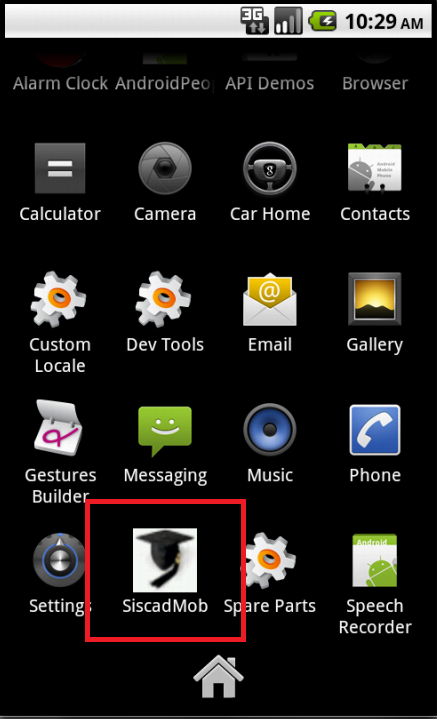 3G 10:29 AM
Alarm Clock AndroidPeo API Demos Browser
Calculator Camera Car Home Contacts
Custom Locale Dev Tools Email Gallery
Gestures Builder Messaging Music Phone
Settings SiscadMob Spare Parts Speech Recorder